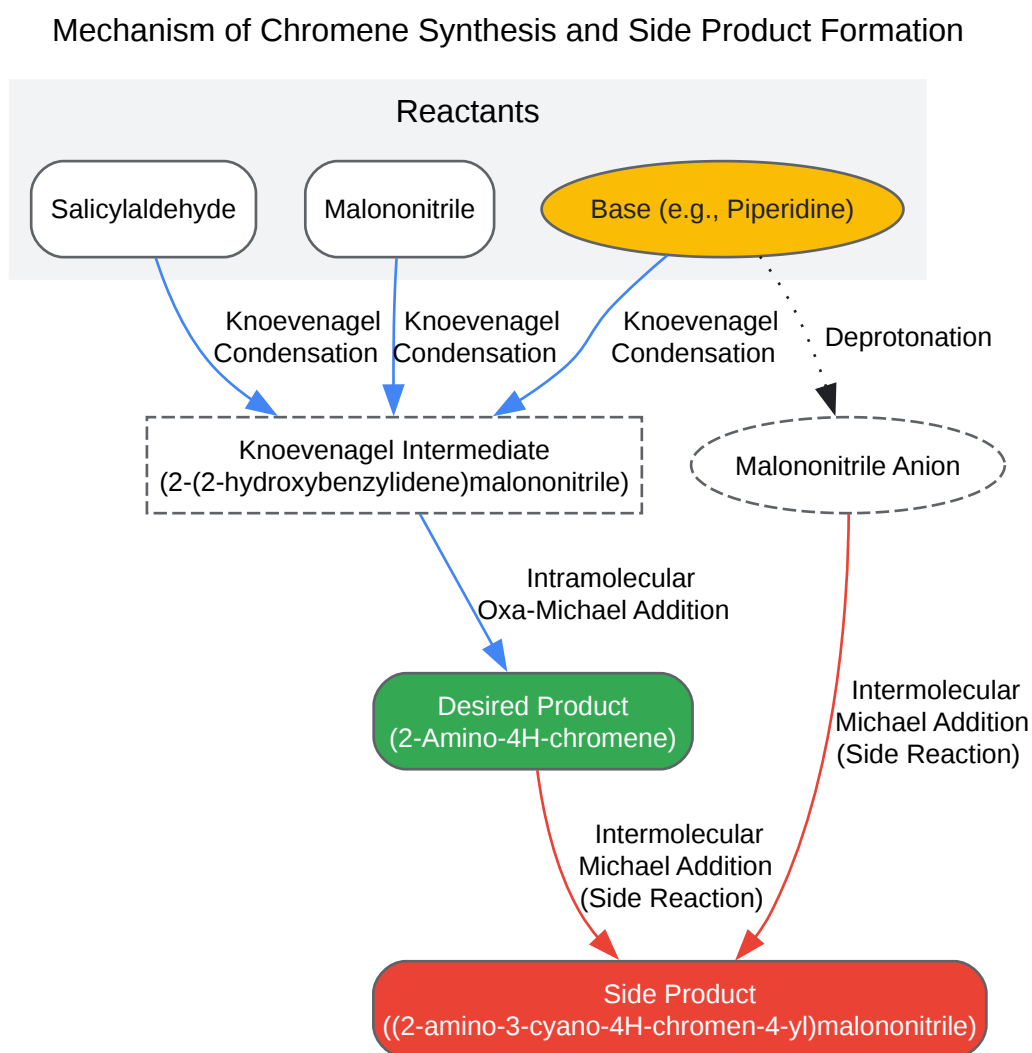 Mechanism of Chromene Synthesis and Side Product Formation
Reactants
Salicylaldehyde
Malononitrile
Base (e.g., Piperidine)
Knoevenagel
Condensation
Knoevenagel
Condensation
Knoevenagel
Condensation
Deprotonation
Knoevenagel Intermediate
(2-(2-hydroxybenzylidene)malononitrile)
Malononitrile Anion
Intramolecular
Oxa-Michael Addition
Desired Product
(2-Amino-4H-chromene)
Intermolecular
Michael Addition
(Side Reaction)
Intermolecular
Michael Addition
(Side Reaction)
Side Product
((2-amino-3-cyano-4H-chromen-4-yl)malononitrile)